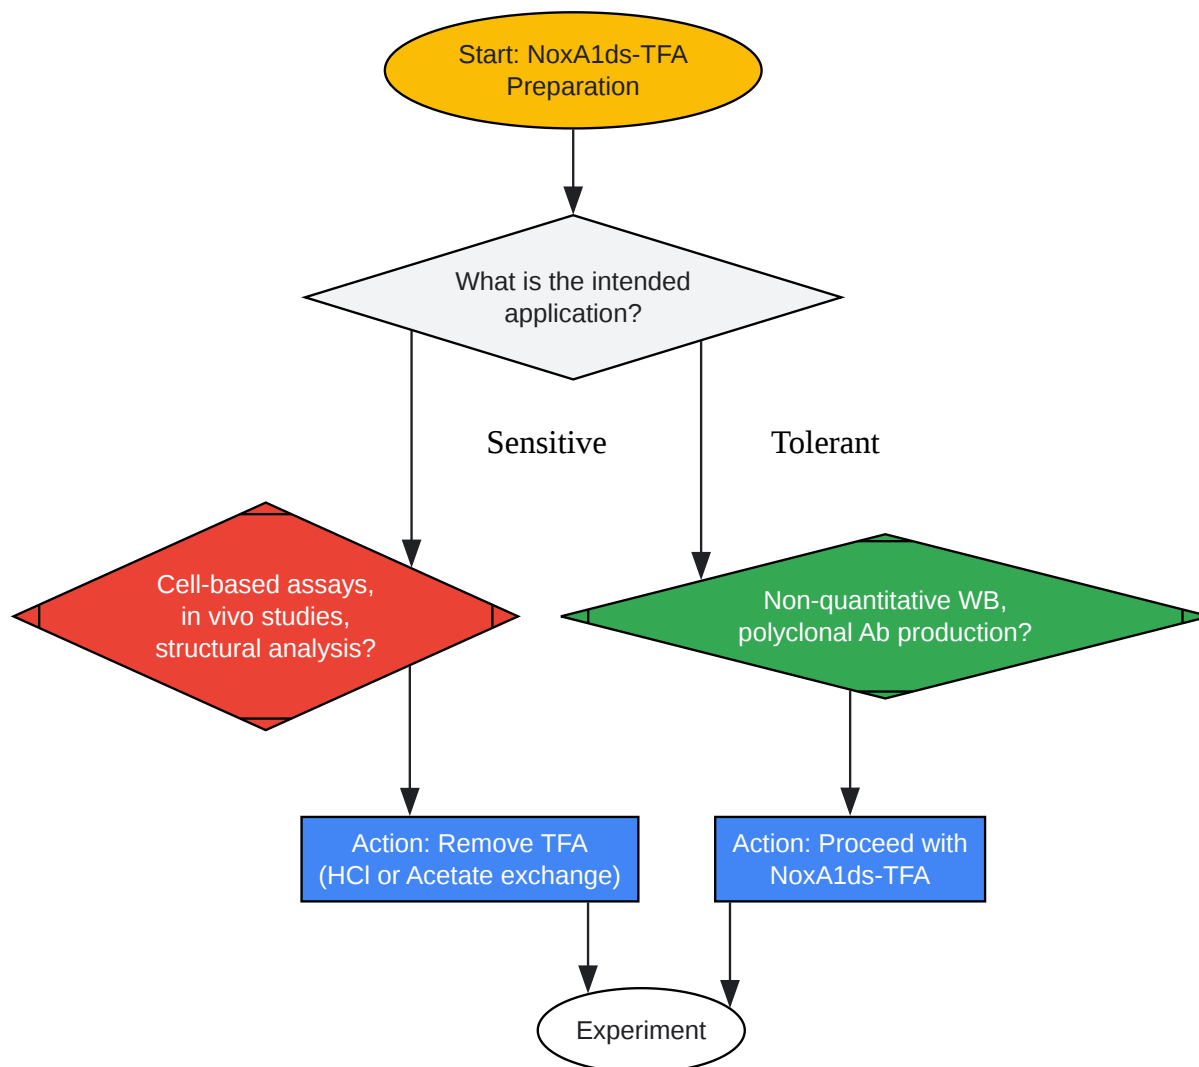 Start: NoxA1ds-TFA
Preparation
What is the intended
application?
Sensitive
Tolerant
Cell-based assays,
in vivo studies,
structural analysis?
Non-quantitative WB,
polyclonal Ab production?
Action: Remove TFA
(HCl or Acetate exchange)
Action: Proceed with
NoxA1ds-TFA
Experiment